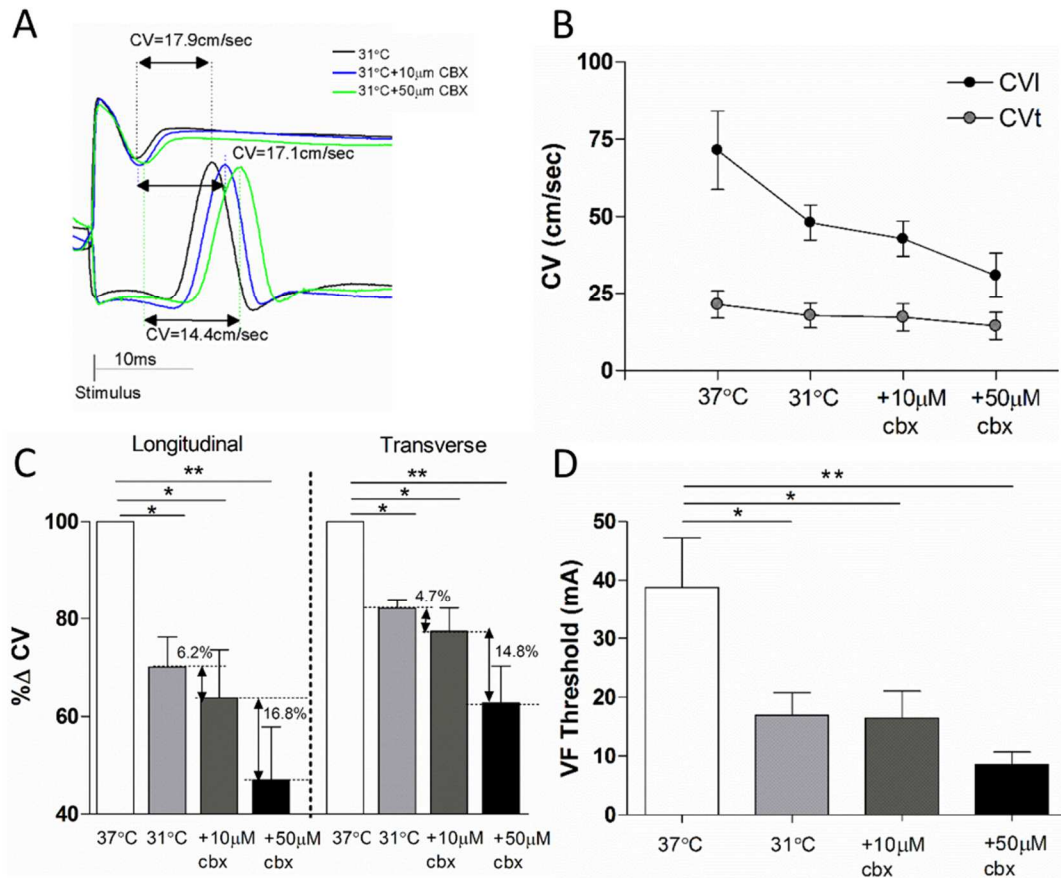 A
CV=17.9cm/sec
31°C
31°C+10μm CBX
31°C+50μm CBX
CV=17.1cm/sec
CV=14.4cm/sec
10ms
Stimulus
B
CVl
CVt
100
75
50
25
0
CV (cm/sec)
37°C
31°C
+10μM
cbx
+50μM
cbx
C
Longitudinal
Transverse
**
*
*
**
*
*
100
80
60
40
%Δ CV
6.2%
16.8%
4.7%
14.8%
37°C
31°C
+10μM
cbx
+50μM
cbx
37°C
31°C
+10μM
cbx
+50μM
cbx
D
**
*
*
50
40
30
20
10
0
VF Threshold (mA)
37°C
31°C
+10μM
cbx
+50μM
cbx